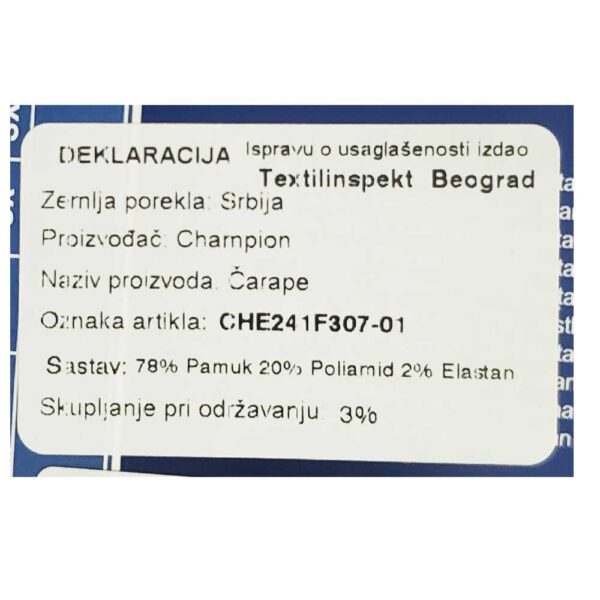 DEKLARACIJA Ispravu o usaglašenosti izdao
Textilinspekt Beograd
Zemlja porekla: Srbija
Proizvođač: Champion
Naziv proizvoda: Čarape
Oznaka artikla: CHE241F307-01
Sastav: 78% Pamuk 20% Poliamid 2% Elastan
Skupljanje pri održavanju: 3%